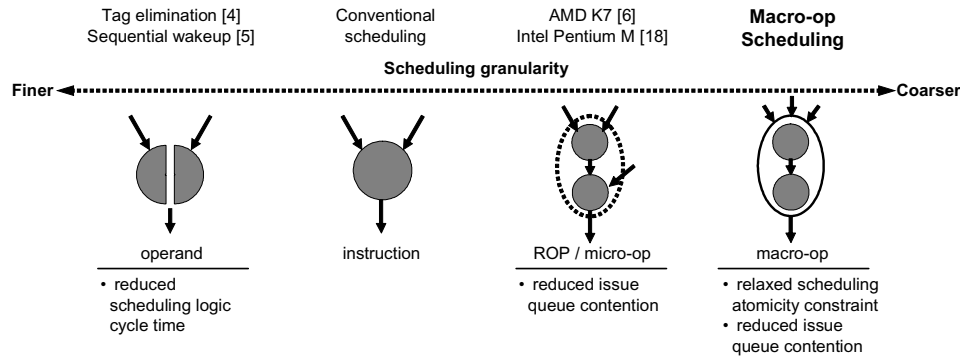 Tag elimination [4]
Sequential wakeup [5]
Conventional
scheduling
AMD K7 [6]
Intel Pentium M [18]
Macro-op
Scheduling
Scheduling granularity
Finer
Coarser
operand
instruction
ROP / micro-op
macro-op
• reduced
scheduling logic
cycle time
• reduced issue
queue contention
• relaxed scheduling
atomicity constraint
• reduced issue
queue contention